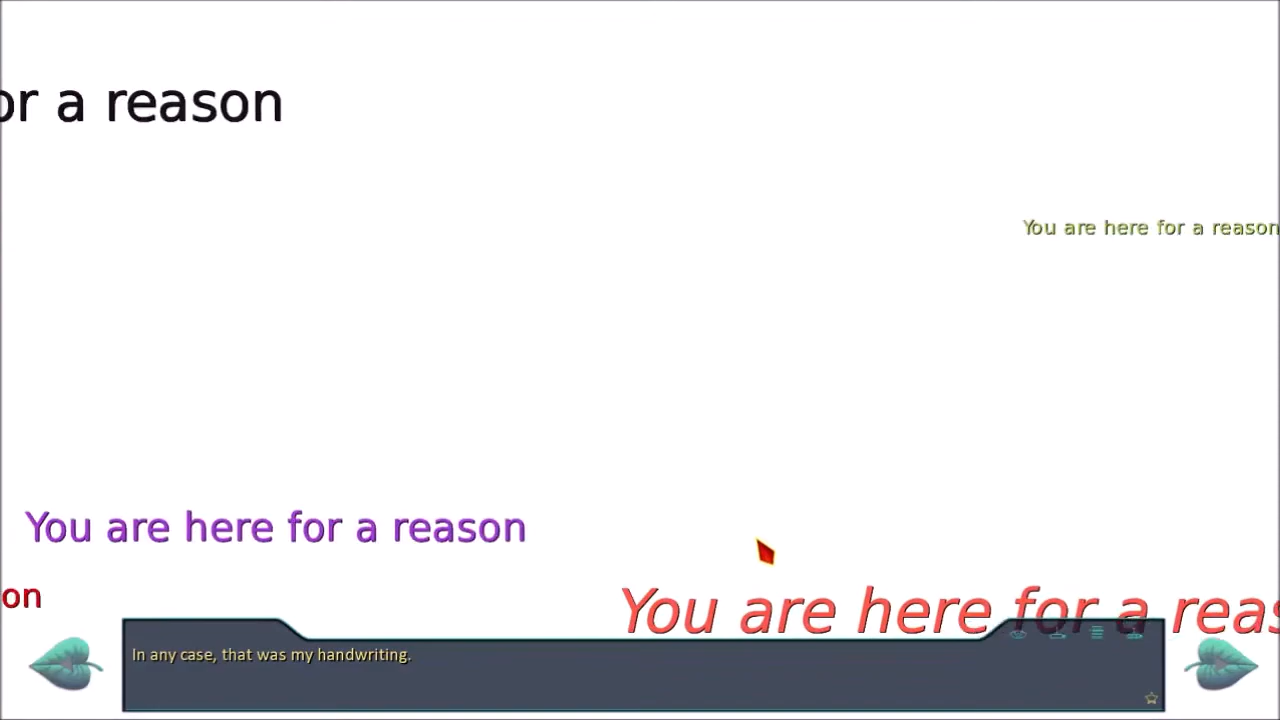 or a reason
You are here for a reason
You are here for a reason
on
You are here for a reas
In any case, that was my handwriting.